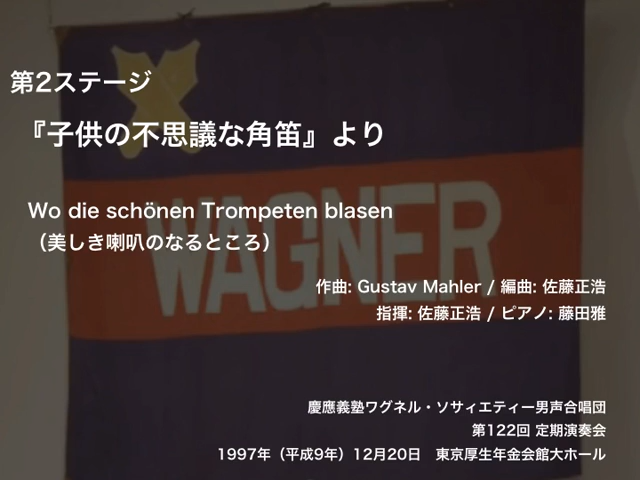 第2ステージ
『子供の不思議な角笛』より
Wo die schönen Trompeten blasen
（美しき喇叭のなるところ）
WAGNER
作曲: Gustav Mahler / 編曲: 佐藤正浩
指揮: 佐藤正浩 / ピアノ: 藤田雅
慶應義塾ワグネル・ソサィエティー男声合唱団
第122回 定期演奏会
1997年（平成9年）12月20日　東京厚生年金会館大ホール